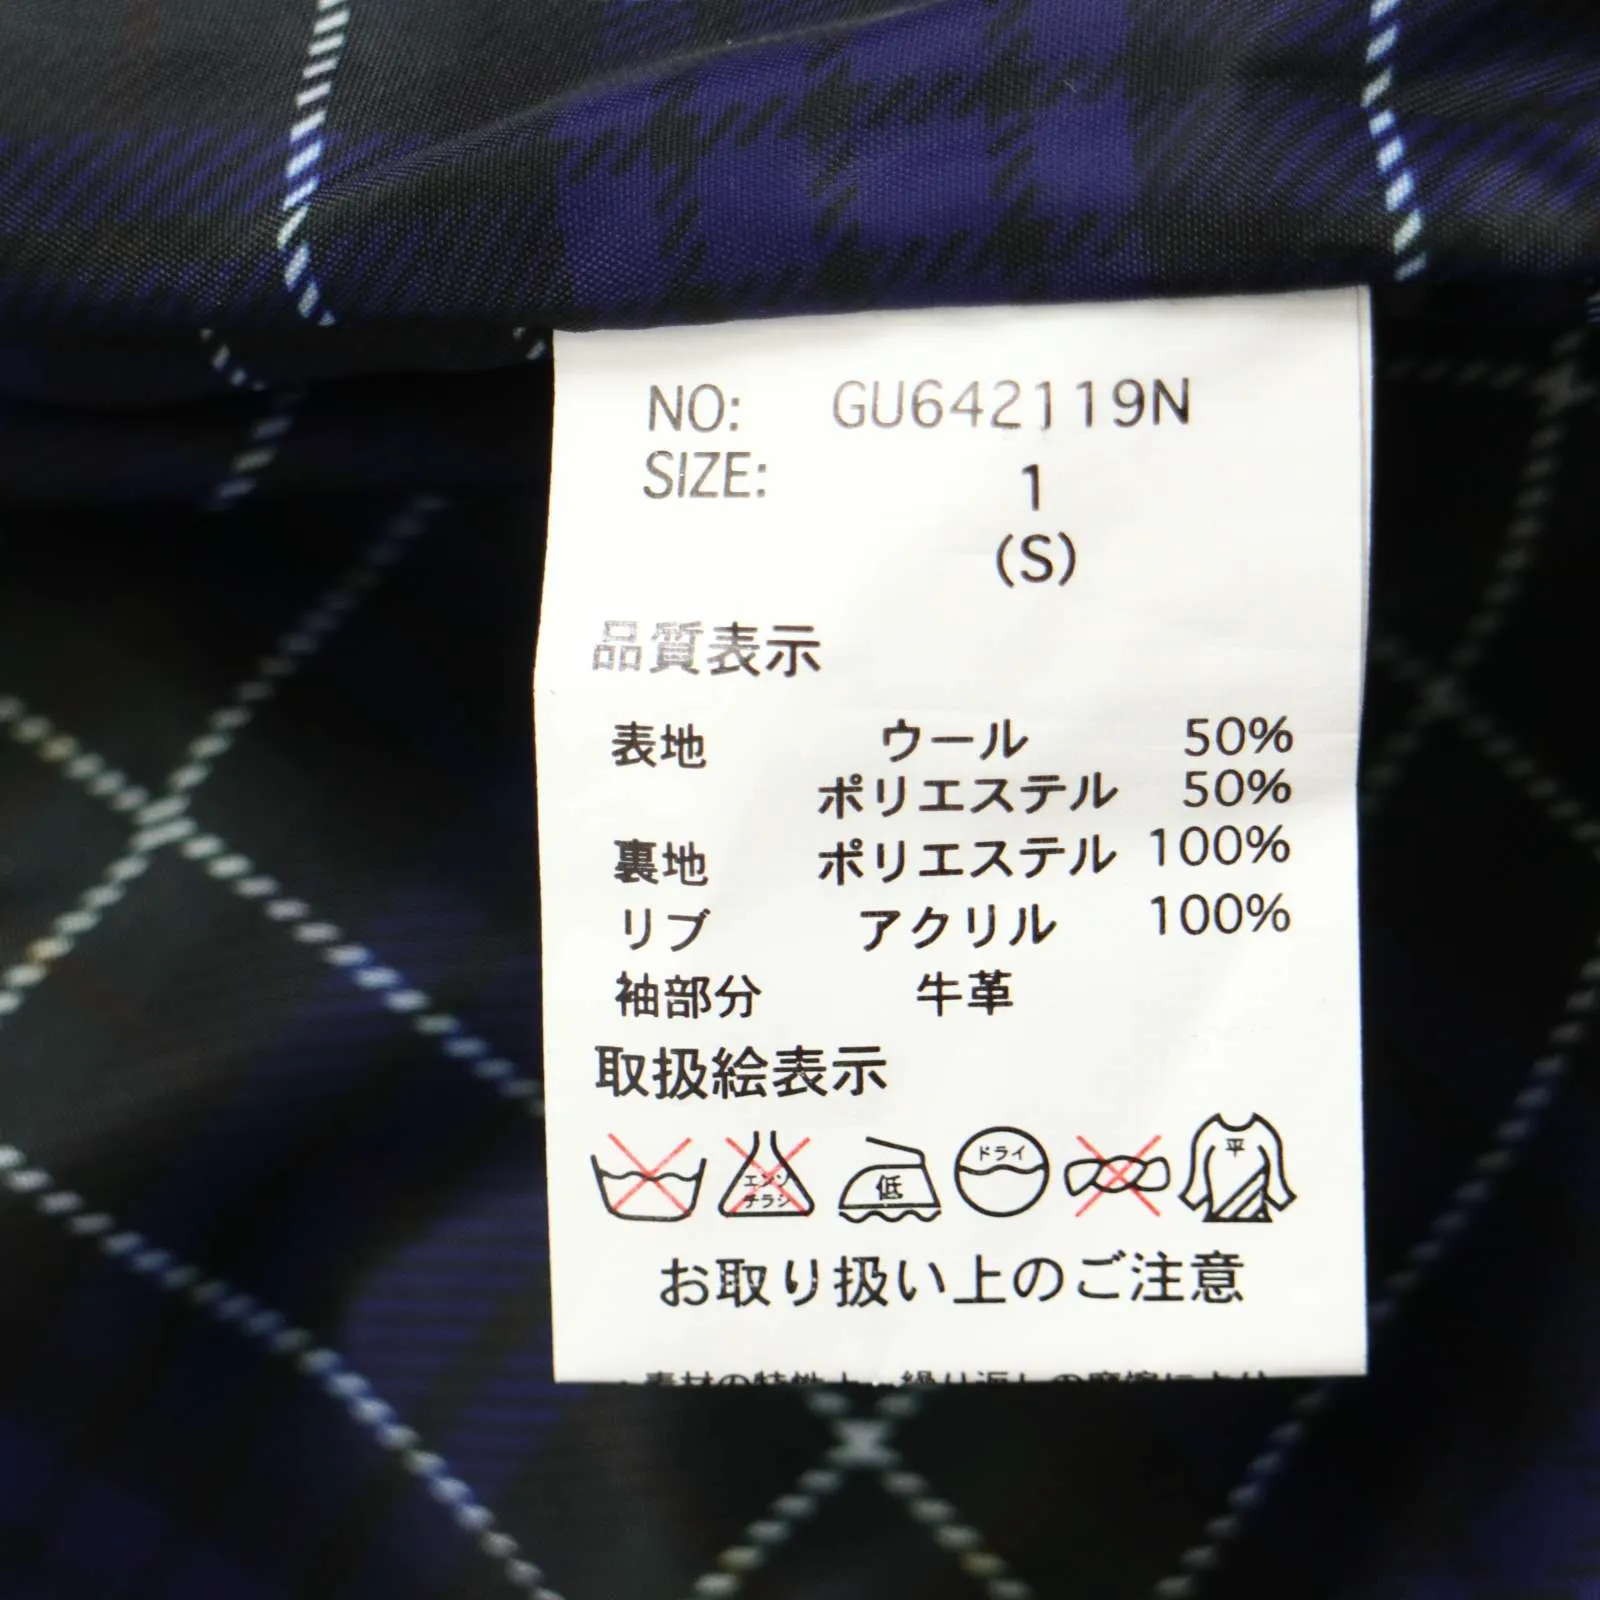 NO: GU642119N
SIZE: 1
(S)
品質表示
表地 ウール 50%
ポリエステル 50%
裏地 ポリエステル 100%
リブ アクリル 100%
袖部分 牛革
取扱絵表示
エンソ
チラシ
低
ドライ
平
お取り扱い上のご注意